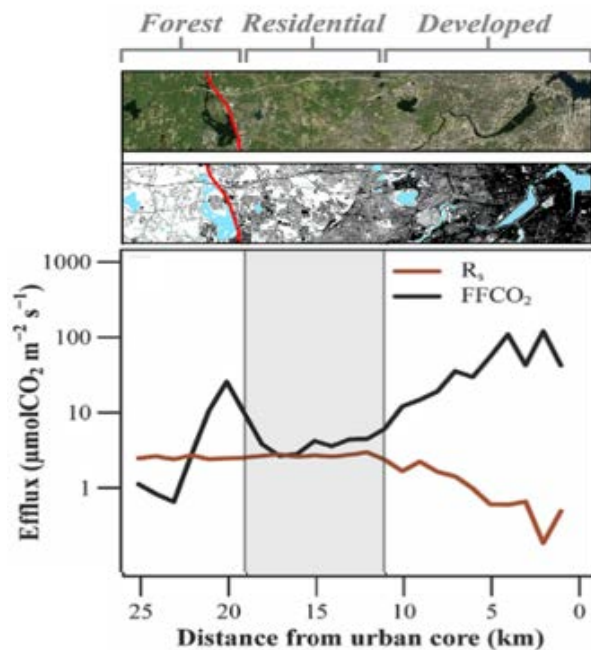 Forest Residential Developed
1000
100
10
1
Efflux (μmolCO₂ m⁻² s⁻¹)
Rₛ
FFCO₂
25 20 15 10 5 0
Distance from urban core (km)